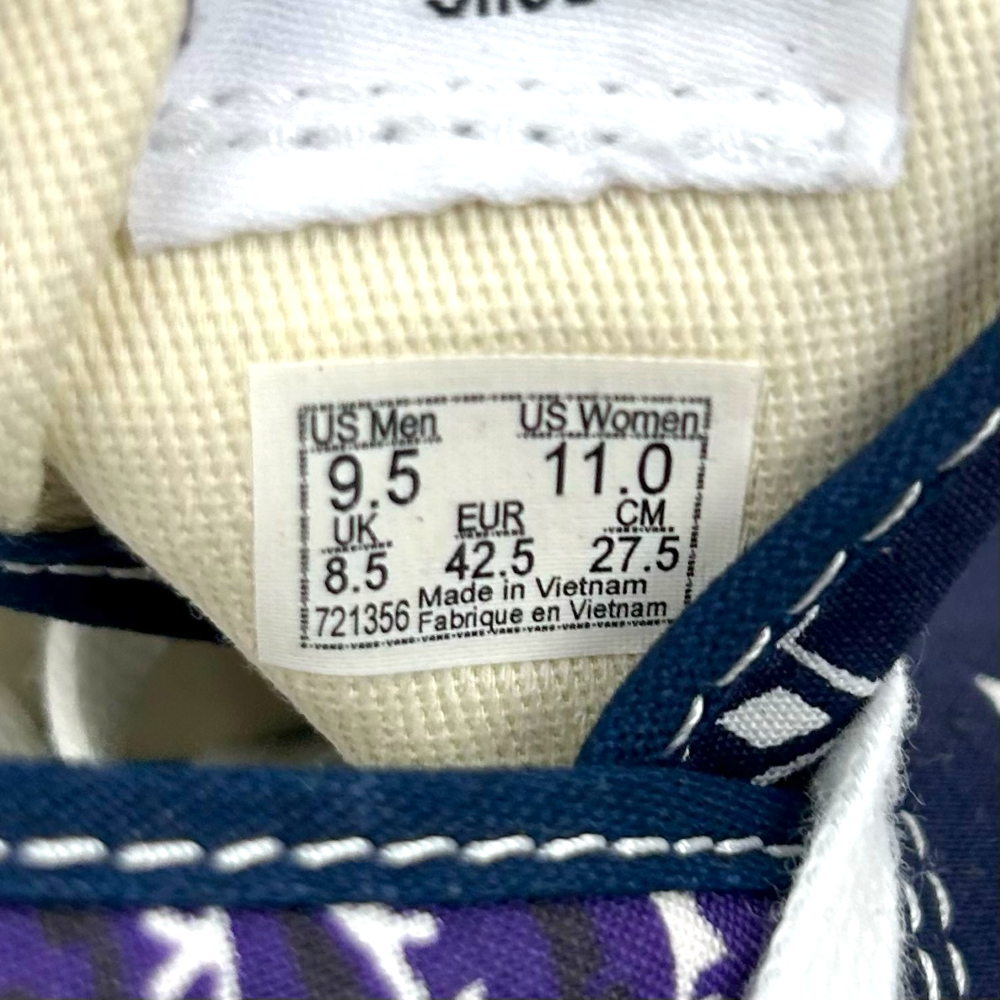 US Men US Women
9.5 11.0
UK EUR CM
8.5 42.5 27.5
Made in Vietnam
721356 Fabrique en Vietnam